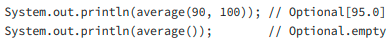 System.out.println(average(90, 100)); // Optional[95.0]
System.out.println(average());        // Optional.empty